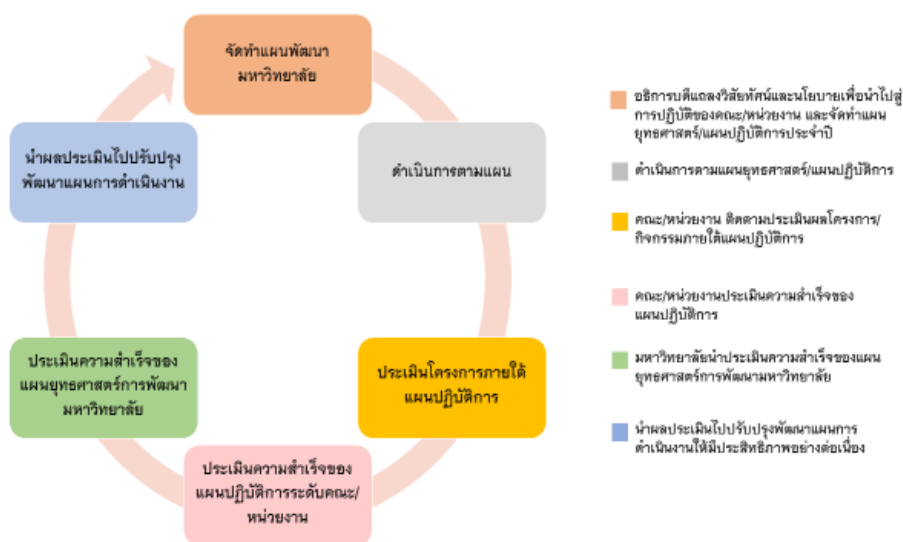 จัดทำแผนพัฒนา
มหาวิทยาลัย
ดำเนินการตามแผน
ประเมินโครงการภายใต้
แผนปฏิบัติการ
ประเมินความสำเร็จของ
แผนปฏิบัติการระดับคณะ/
หน่วยงาน
ประเมินความสำเร็จของ
แผนยุทธศาสตร์การพัฒนา
มหาวิทยาลัย
นำผลประเมินไปปรับปรุง
พัฒนาแผนการดำเนินงาน
อธิการบดีแถลงวิสัยทัศน์และนโยบายเพื่อนำไปสู่
การปฏิบัติของคณะ/หน่วยงาน และจัดทำแผน
ยุทธศาสตร์/แผนปฏิบัติการประจำปี
ดำเนินการตามแผนยุทธศาสตร์/แผนปฏิบัติการ
คณะ/หน่วยงาน ติดตามประเมินผลโครงการ/
กิจกรรมภายใต้แผนปฏิบัติการ
คณะ/หน่วยงานประเมินความสำเร็จของ
แผนปฏิบัติการ
มหาวิทยาลัยนำประเมินความสำเร็จของแผน
ยุทธศาสตร์การพัฒนามหาวิทยาลัย
นำผลประเมินไปปรับปรุงพัฒนาแผนการ
ดำเนินงานให้มีประสิทธิภาพอย่างต่อเนื่อง